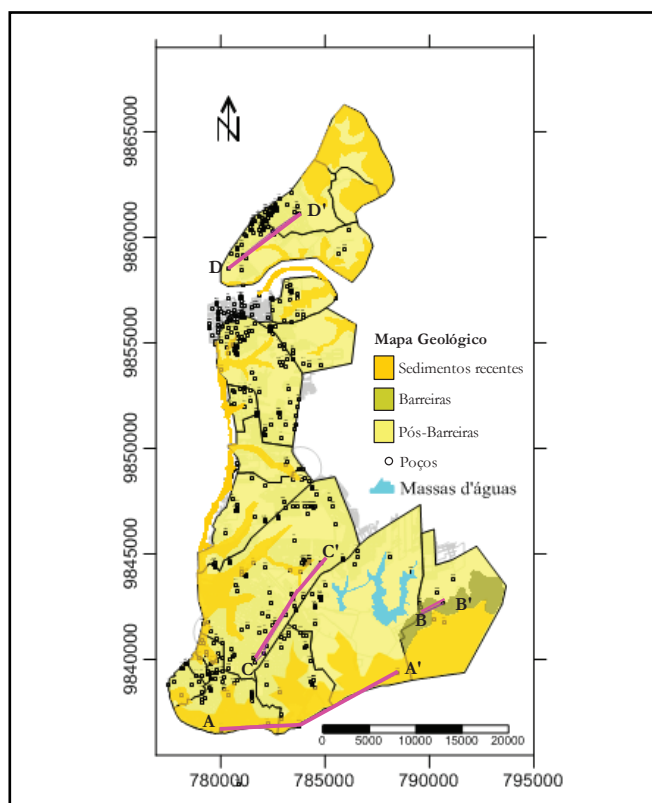 N
9865000
9860000
9855000
9850000
9845000
9840000
D'
D
Mapa Geológico
Sedimentos recentes
Barreiras
Pós-Barreiras
Poços
Massas d'águas
C'
B
B'
C
A'
A
0 5000 10000 15000 20000
780000 785000 790000 795000